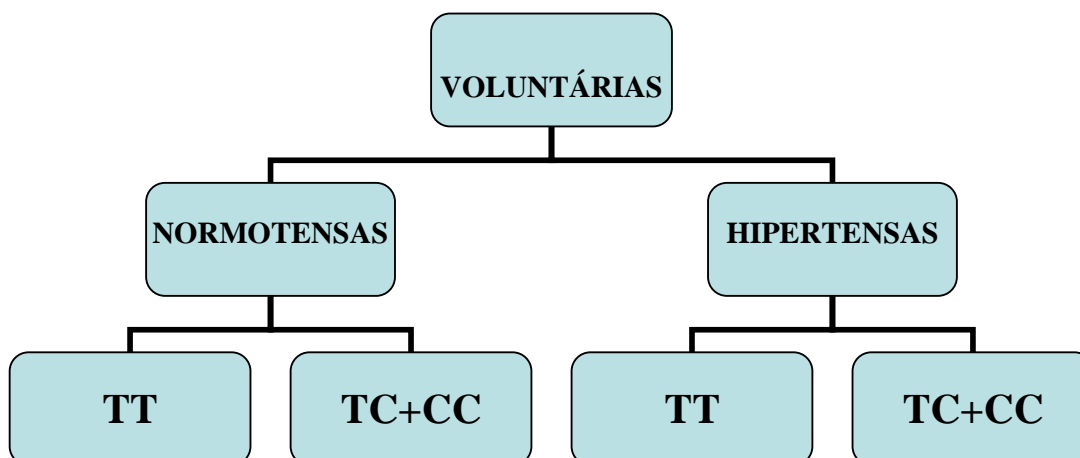 VOLUNTÁRIAS
NORMOTENSAS
HIPERTENSAS
TT
TC+CC
TT
TC+CC